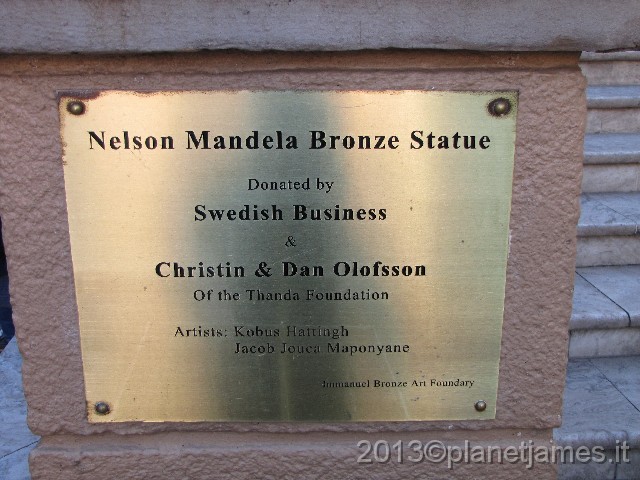 Nelson Mandela Bronze Statue
Donated by
Swedish Business
&
Christin & Dan Olofsson
Of the Thanda Foundation
Artists: Kobus Hattingh
Jacob Jouca Maponyane
Immanuel Bronze Art Foundary
2013©planetjames.it